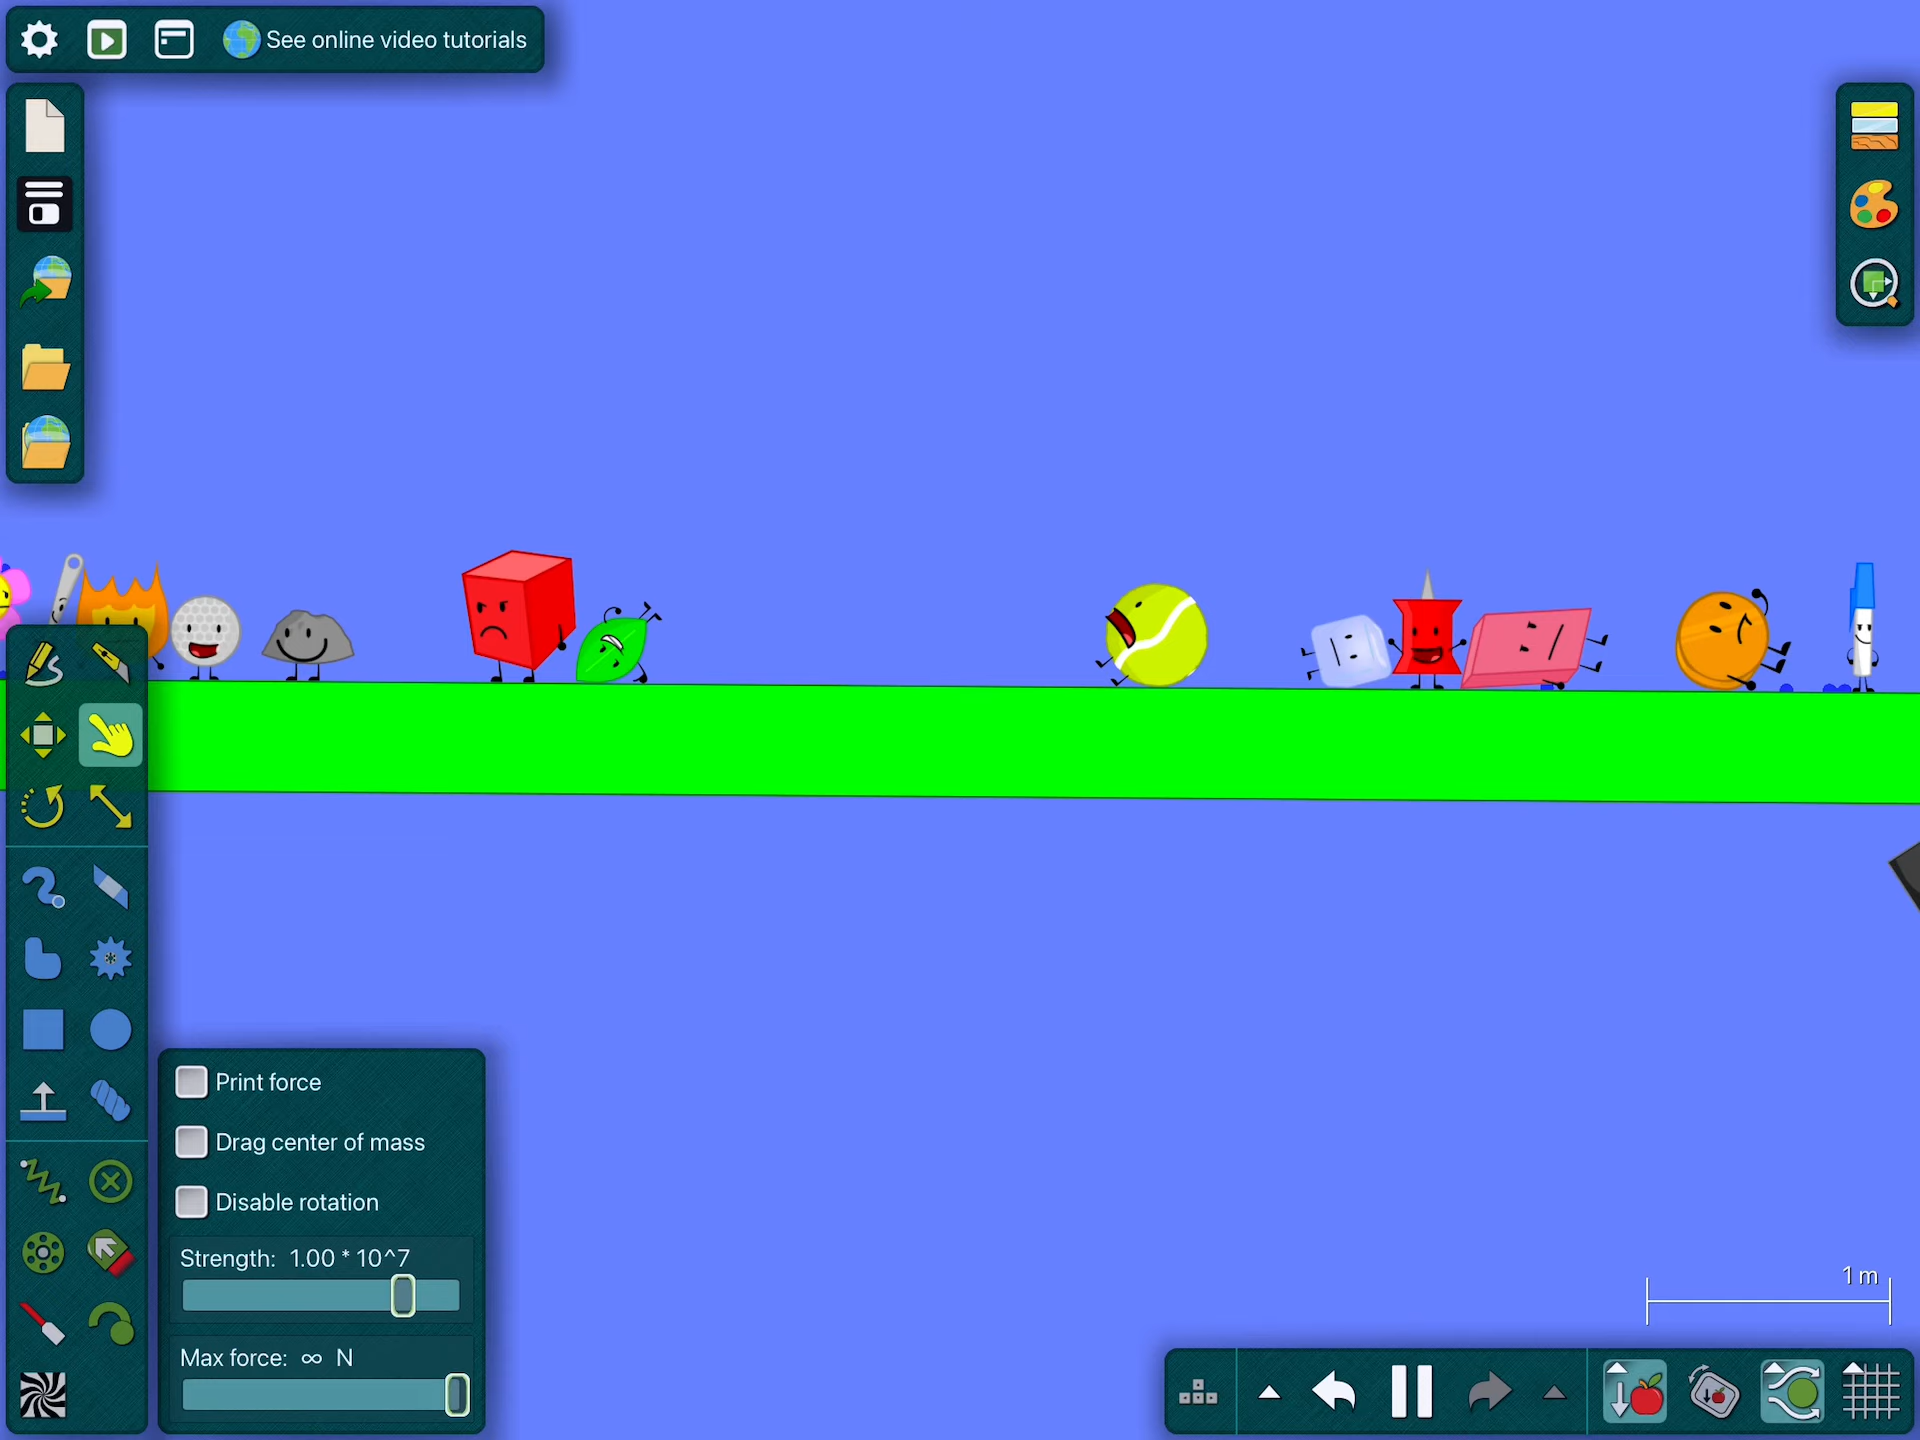 See online video tutorials
Print force
Drag center of mass
Disable rotation
Strength: 1.00 * 10^7
Max force: ∞ N
1 m